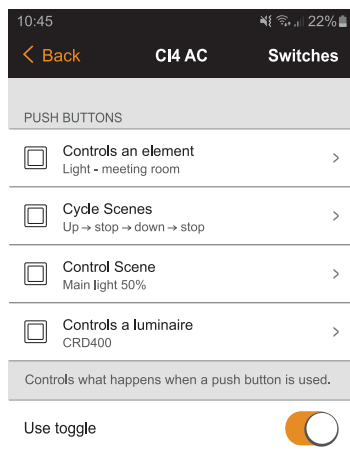 10:45 22%
Back CI4 AC Switches
PUSH BUTTONS
Controls an element
Light - meeting room
Cycle Scenes
Up → stop → down → stop
Control Scene
Main light 50%
Controls a luminaire
CRD400
Controls what happens when a push button is used.
Use toggle